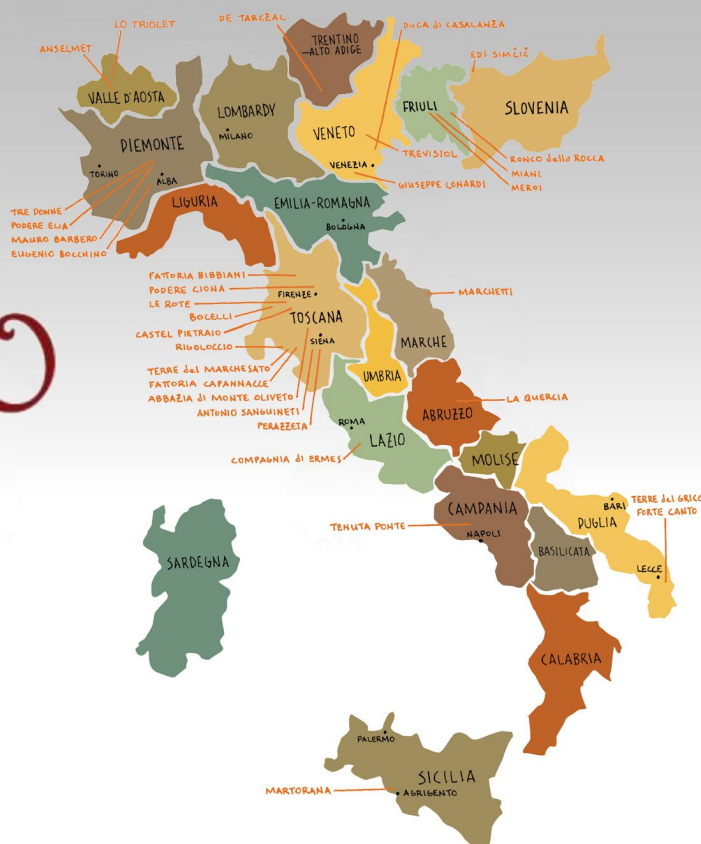 LO TRIOLET
ANSELMET
DE TARCZAL
DUCA di CASALANZA
EDI SIMČIČ
TRENTINO
-ALTO ADIGE
VALLE D'AOSTA
LOMBARDY
MILANO
FRIULI
SLOVENIA
PIEMONTE
VENETO
VENEZIA
TREVISIOL
GIUSEPPE LONARDI
RONCO dello ROCCA
MIANI
MEROI
TORINO
ALBA
TRE DONNE
PODERE ELIA
MAURO BARBERO
EUGENIO BOCCHINO
LIGURIA
EMILIA-ROMAGNA
BOLOGNA
FATTORIA BIBBIANI
PODERE CIONA
LE ROTE
BOCELLI
CASTEL PIETRAIO
RIGOLOCCIO
FIRENZE
TOSCANA
SIENA
MARCHETTI
MARCHE
UMBRIA
TERRE del MARCHESATO
FATTORIA CAPANNACCE
ABBAZIA di MONTE OLIVETO
ANTONIO SANGUINETI
PERAZZETA
LA QUERCIA
ABRUZZO
ROMA
LAZIO
COMPAGNIA di ERMES
MOLISE
CAMPANIA
NAPOLI
TENUTA PONTE
BARI
PUGLIA
TERRE del GRICO
FORTE CANTO
BASILICATA
LECCE
SARDEGNA
CALABRIA
PALERMO
SICILIA
AGRIGENTO
MARTORANA